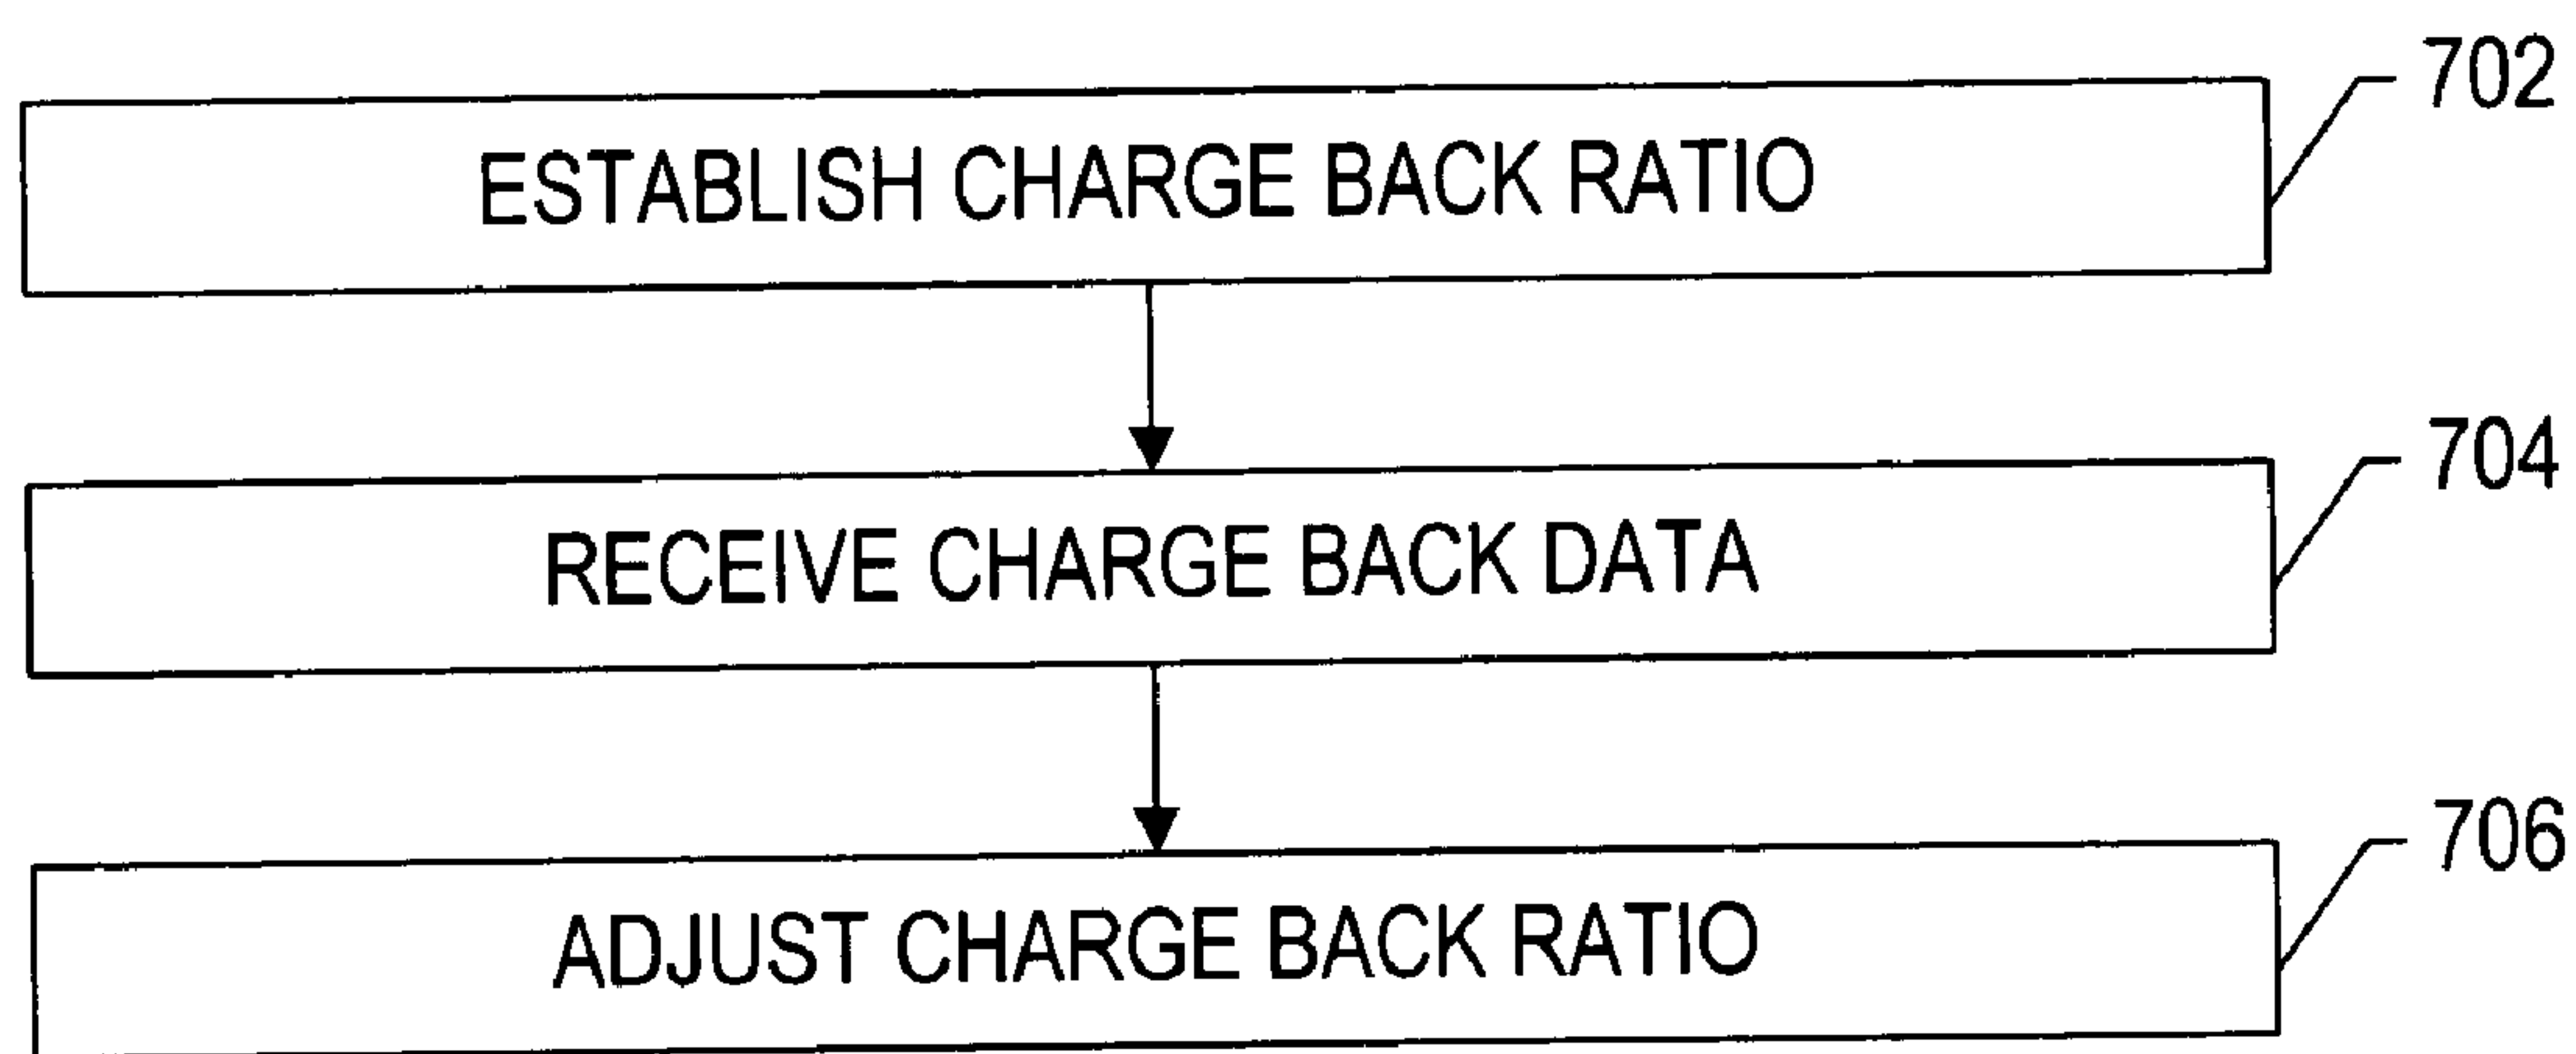 702
ESTABLISH CHARGE BACK RATIO
704
RECEIVE CHARGE BACK DATA
706
ADJUST CHARGE BACK RATIO